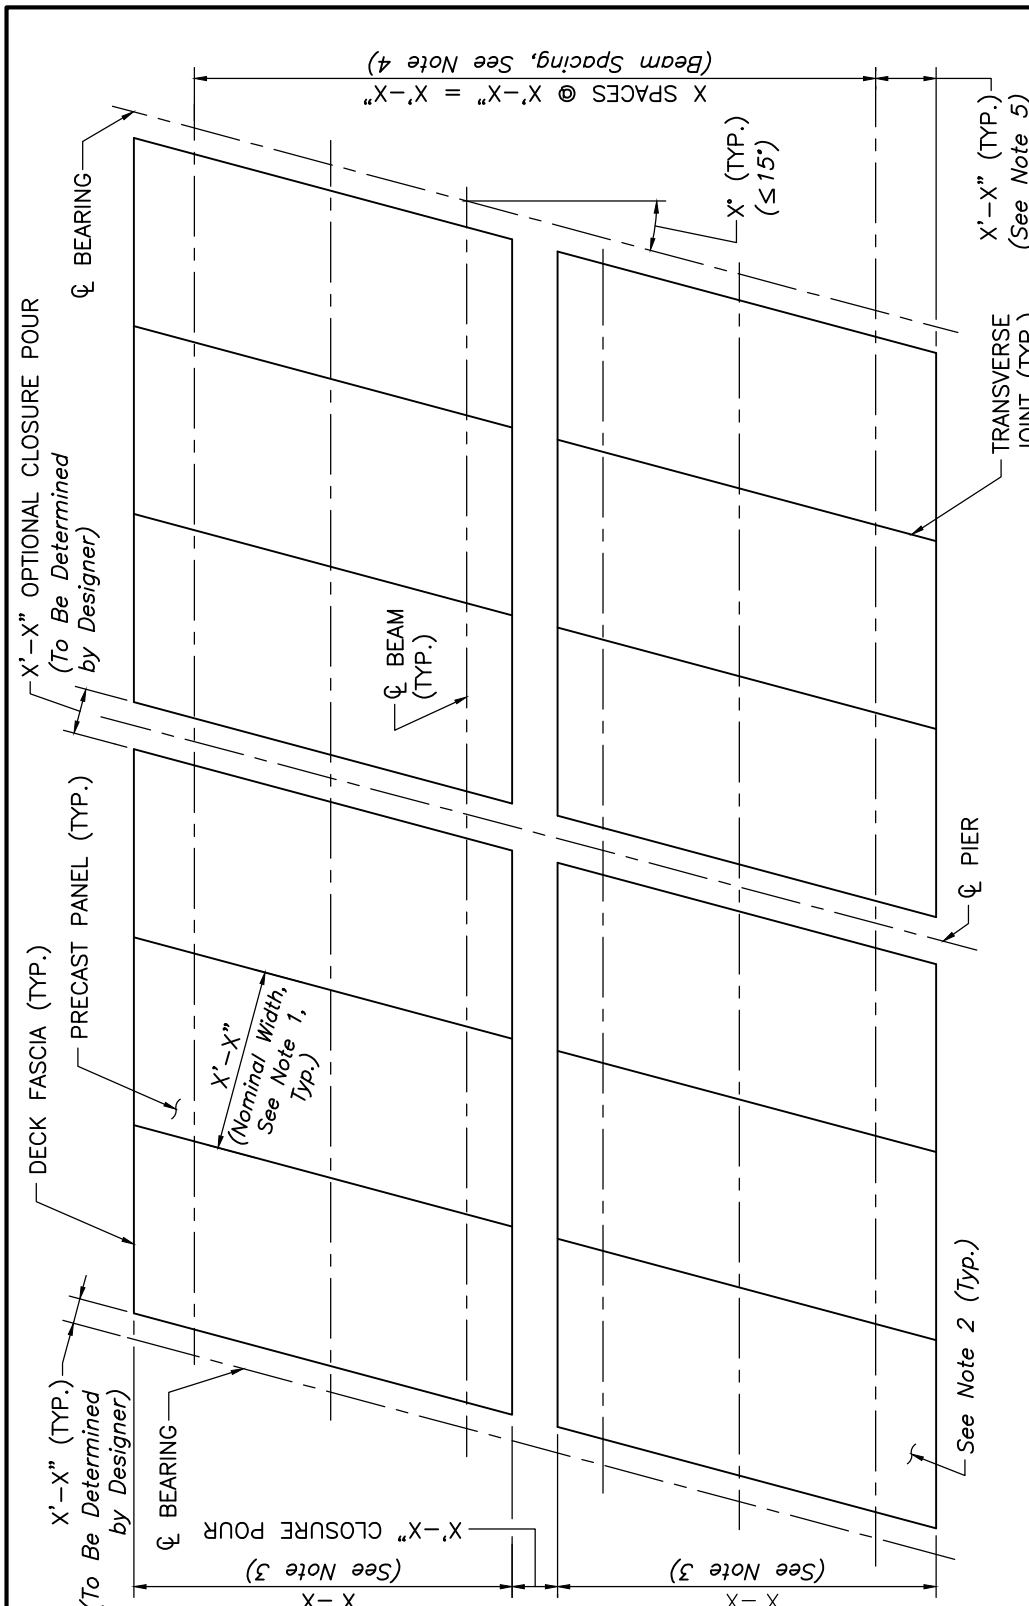 (Beam Spacing, See Note 4)
X SPACES @ X'-X" = X'-X"
℄ BEARING
X° (TYP.)
(≤15°)
X'-X" (TYP.)
(See Note 5)
X'-X" OPTIONAL CLOSURE POUR
(To Be Determined
by Designer)
TRANSVERSE
JOINT (TYP.)
℄ BEAM
(TYP.)
PRECAST PANEL (TYP.)
DECK FASCIA (TYP.)
℄ PIER
X'-X"
(Nominal Width,
See Note 1,
Typ.)
See Note 2 (Typ.)
X'-X" (TYP.)
(To Be Determined
by Designer)
℄ BEARING
X'-X" CLOSURE POUR
(See Note 3)
(See Note 3)